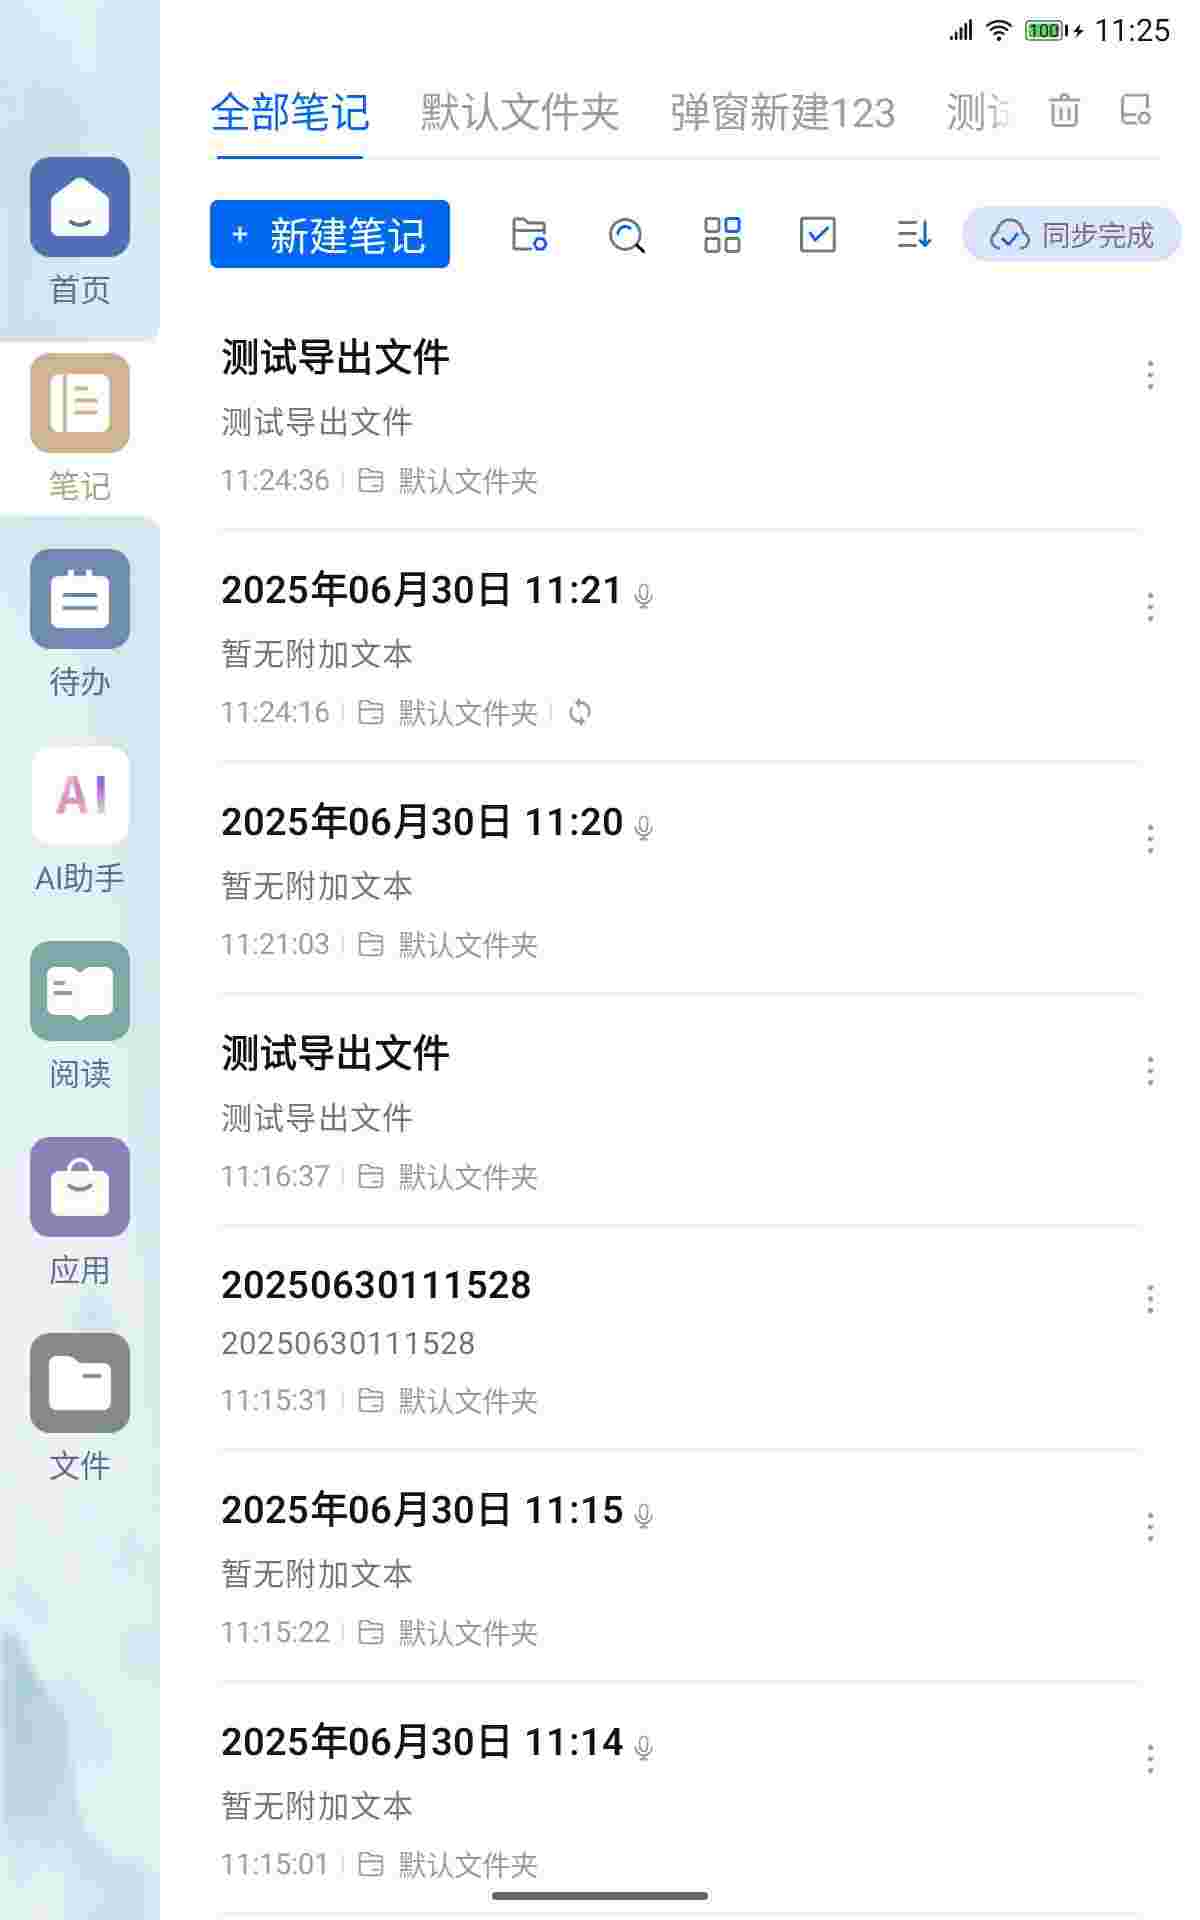 100 11:25
全部笔记 默认文件夹 弹窗新建123 测试
+ 新建笔记 同步完成
首页
笔记
待办
AI
AI助手
阅读
应用
文件
测试导出文件
测试导出文件
11:24:36 默认文件夹
2025年06月30日 11:21
暂无附加文本
11:24:16 默认文件夹
2025年06月30日 11:20
暂无附加文本
11:21:03 默认文件夹
测试导出文件
测试导出文件
11:16:37 默认文件夹
20250630111528
20250630111528
11:15:31 默认文件夹
2025年06月30日 11:15
暂无附加文本
11:15:22 默认文件夹
2025年06月30日 11:14
暂无附加文本
11:15:01 默认文件夹